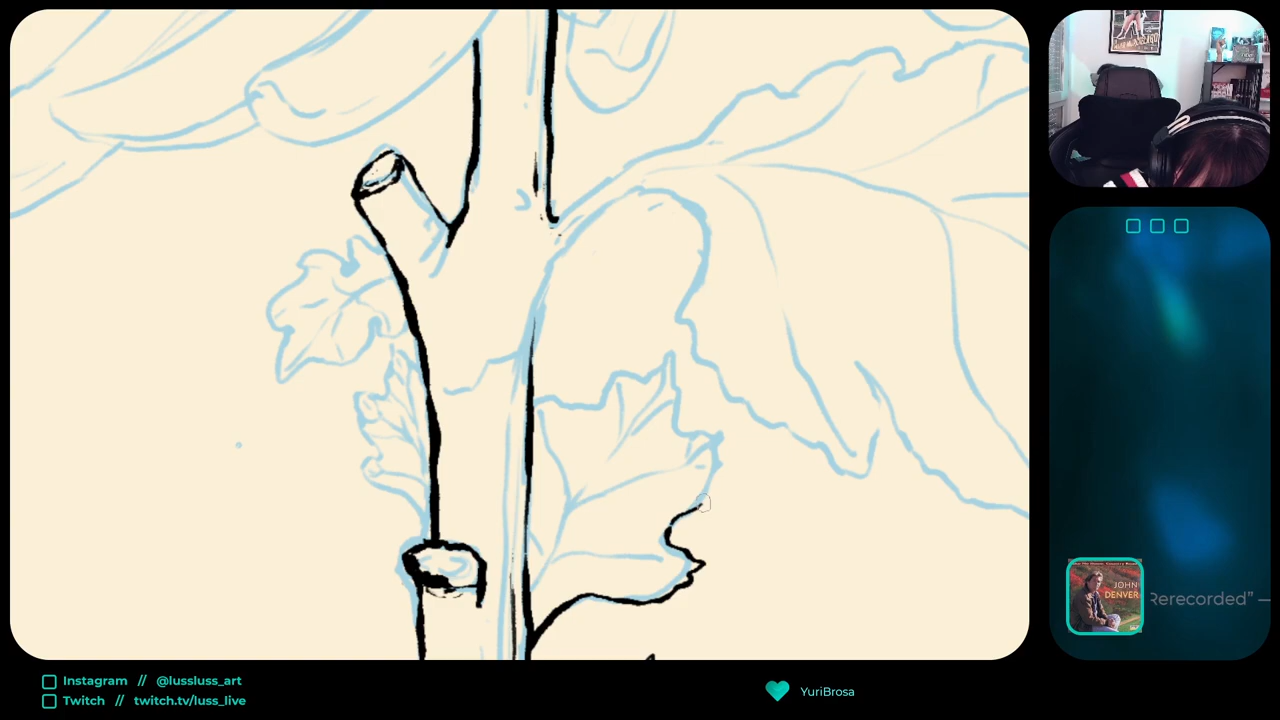 JOHN
DENVER
Rerecorded” —
Instagram // @lussluss_art
Twitch // twitch.tv/luss_live
YuriBrosa